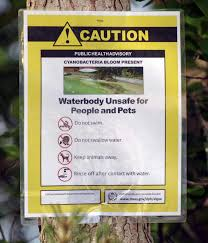 CAUTION
PUBLIC HEALTH ADVISORY
CYANOBACTERIA BLOOM PRESENT
Waterbody Unsafe for
People and Pets
Do not swim.
Do not swallow water.
Keep animals away.
Rinse off after contact with water.